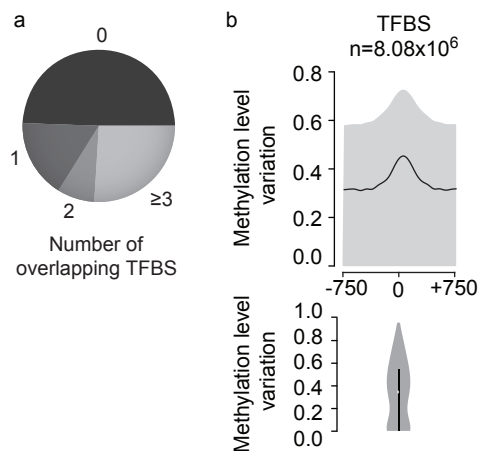 a
0
1
2
≥3
Number of
overlapping TFBS
b
TFBS
n=8.08x10⁶
Methylation level
variation
0.8
0.6
0.4
0.2
0.0
-750
0
+750
Methylation level
variation
1.0
0.8
0.6
0.4
0.2
0.0